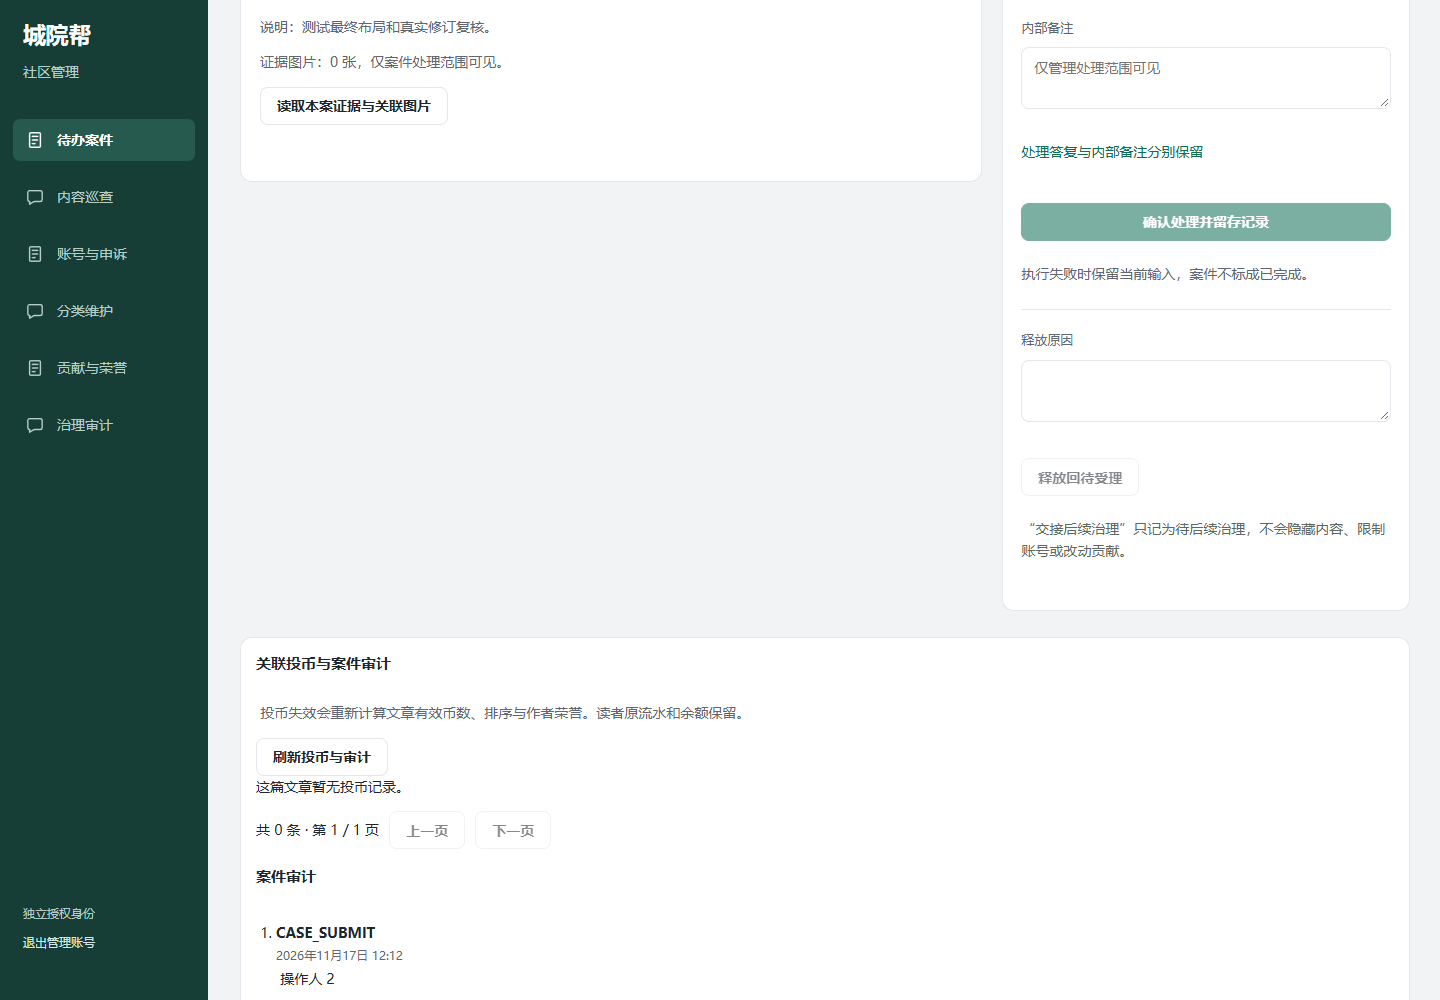 城院帮
社区管理
待办案件
内容巡查
账号与申诉
分类维护
贡献与荣誉
治理审计
独立授权身份
退出管理账号
说明：测试最终布局和真实修订复核。
证据图片：0 张，仅案件处理范围可见。
读取本案证据与关联图片
内部备注
仅管理处理范围可见
处理答复与内部备注分别保留
确认处理并留存记录
执行失败时保留当前输入，案件不标成已完成。
释放原因
释放回待受理
“交接后续治理”只记为待后续治理，不会隐藏内容、限制
账号或改动贡献。
关联投币与案件审计
投币失效会重新计算文章有效币数、排序与作者荣誉。读者原流水和余额保留。
刷新投币与审计
这篇文章暂无投币记录。
共 0 条 · 第 1 / 1 页 上一页 下一页
案件审计
1. CASE_SUBMIT
2026年11月17日 12:12
操作人 2